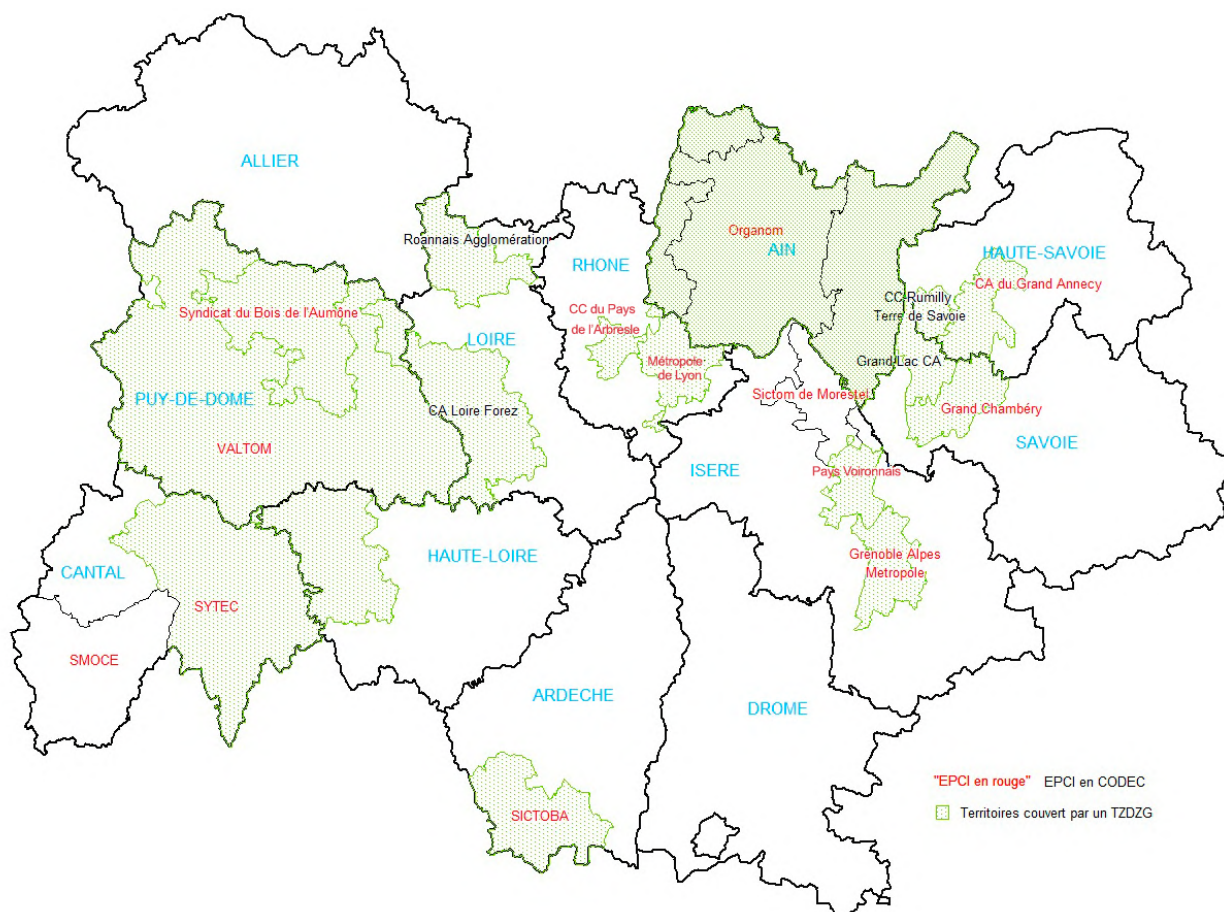 ALLIER
Roannais Agglomération
Organom
AIN
RHONE
HAUTE-SAVOIE
CA du Grand Annecy
CC Rumilly
Terre de Savoie
Syndicat du Bois de l'Aumône
CC du Pays
de l'Arbresle
LOIRE
Métropole
de Lyon
Grand Lac CA
Sictom de Morestel
PUY-DE-DOME
CA Loire Forez
Grand Chambéry
SAVOIE
VALTOM
ISERE
Pays Voironnais
HAUTE-LOIRE
Grenoble Alpes
Metropole
CANTAL
SYTEC
SMOCE
ARDECHE
DROME
"EPCI en rouge" EPCI en CODEC
Territoires couvert par un TZDZG
SICTOBA